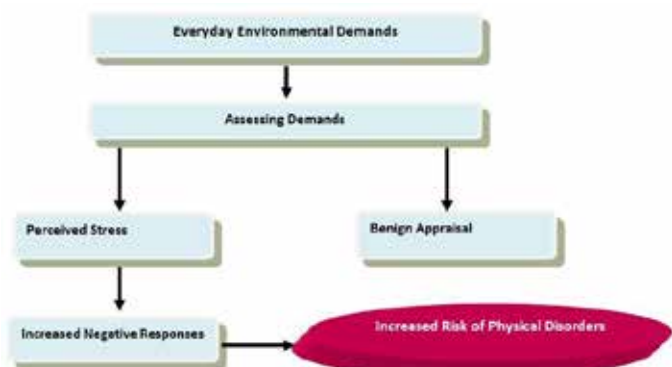 Everyday Environmental Demands
Assessing Demands
Perceived Stress
Benign Appraisal
Increased Negative Responses
Increased Risk of Physical Disorders